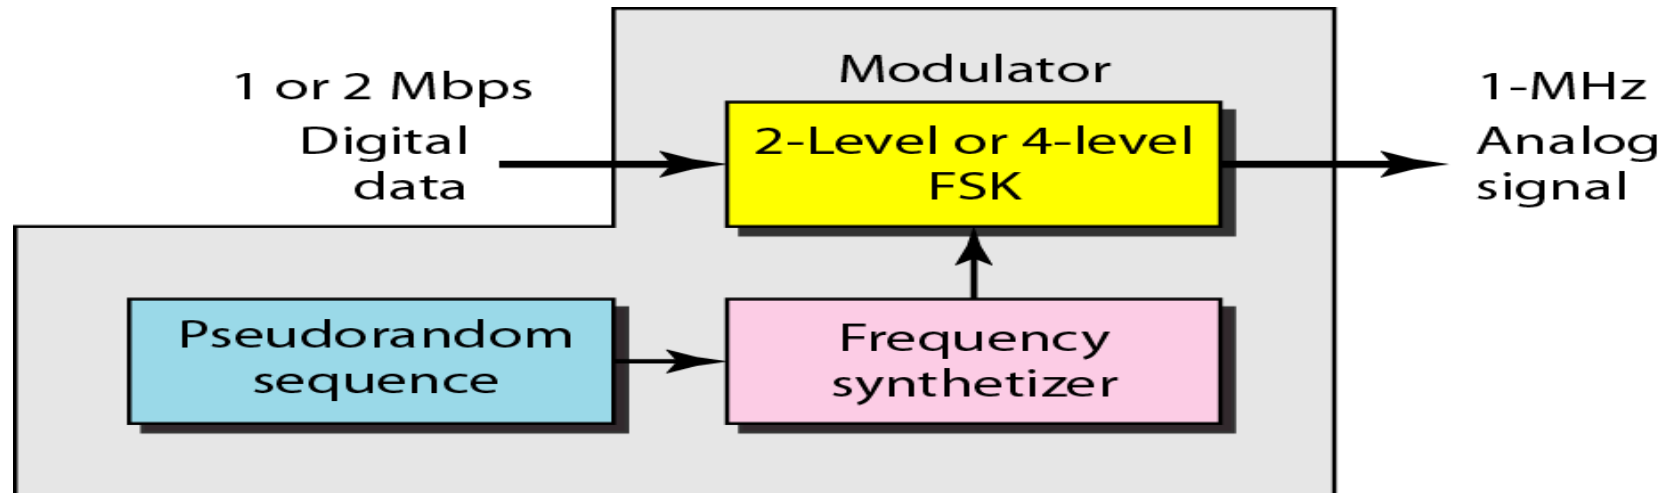 1 or 2 Mbps
Digital
data
Modulator
2-Level or 4-level
FSK
1-MHz
Analog
signal
Pseudorandom
sequence
Frequency
synthetizer